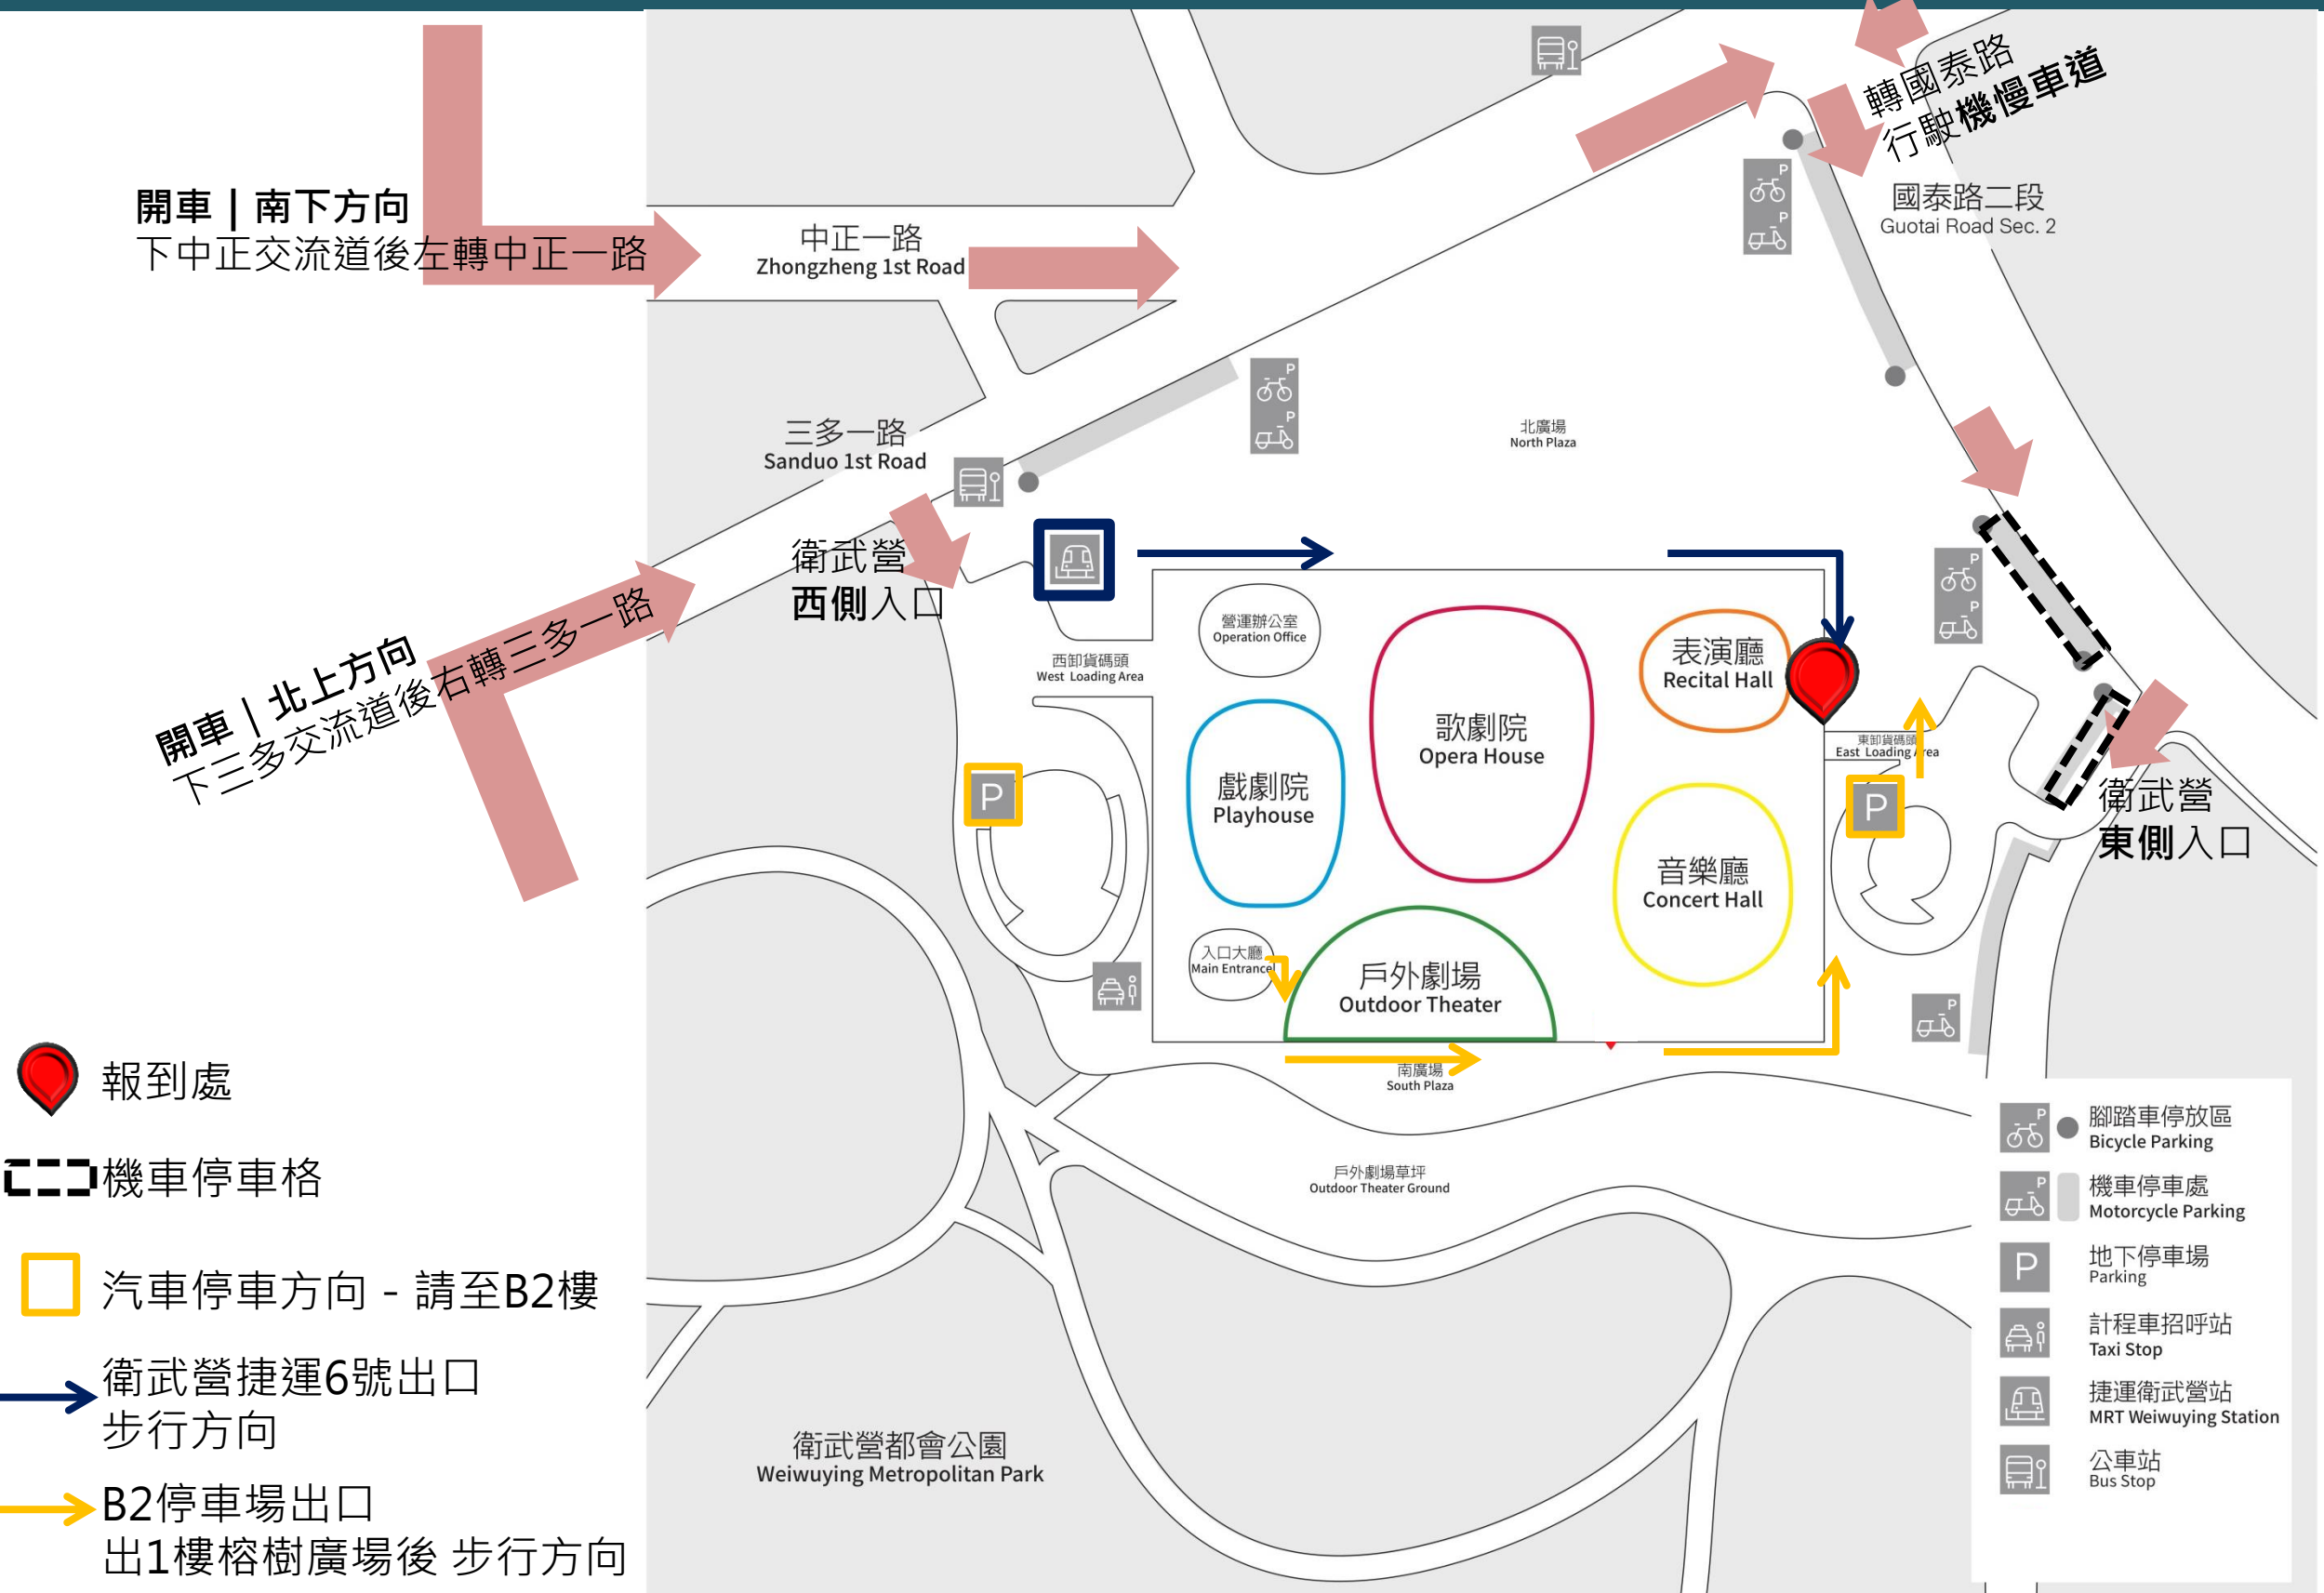 轉國泰路
行駛機慢車道
開車 | 南下方向
下中正交流道後左轉中正一路
中正一路
Zhongzheng 1st Road
國泰路二段
Guotai Road Sec. 2
三多一路
Sanduo 1st Road
北廣場
North Plaza
衛武營
西側入口
開車 | 北上方向
下三多交流道後右轉三多一路
營運辦公室
Operation Office
西卸貨碼頭
West Loading Area
表演廳
Recital Hall
歌劇院
Opera House
戲劇院
Playhouse
東卸貨碼頭
East Loading Area
P
P
衛武營
東側入口
音樂廳
Concert Hall
入口大廳
Main Entrance
戶外劇場
Outdoor Theater
南廣場
South Plaza
戶外劇場草坪
Outdoor Theater Ground
衛武營都會公園
Weiwuying Metropolitan Park
報到處
機車停車格
汽車停車方向 - 請至B2樓
衛武營捷運6號出口
步行方向
B2停車場出口
出1樓榕樹廣場後 步行方向
腳踏車停放區
Bicycle Parking
機車停車處
Motorcycle Parking
P
地下停車場
Parking
計程車招呼站
Taxi Stop
捷運衛武營站
MRT Weiwuying Station
公車站
Bus Stop